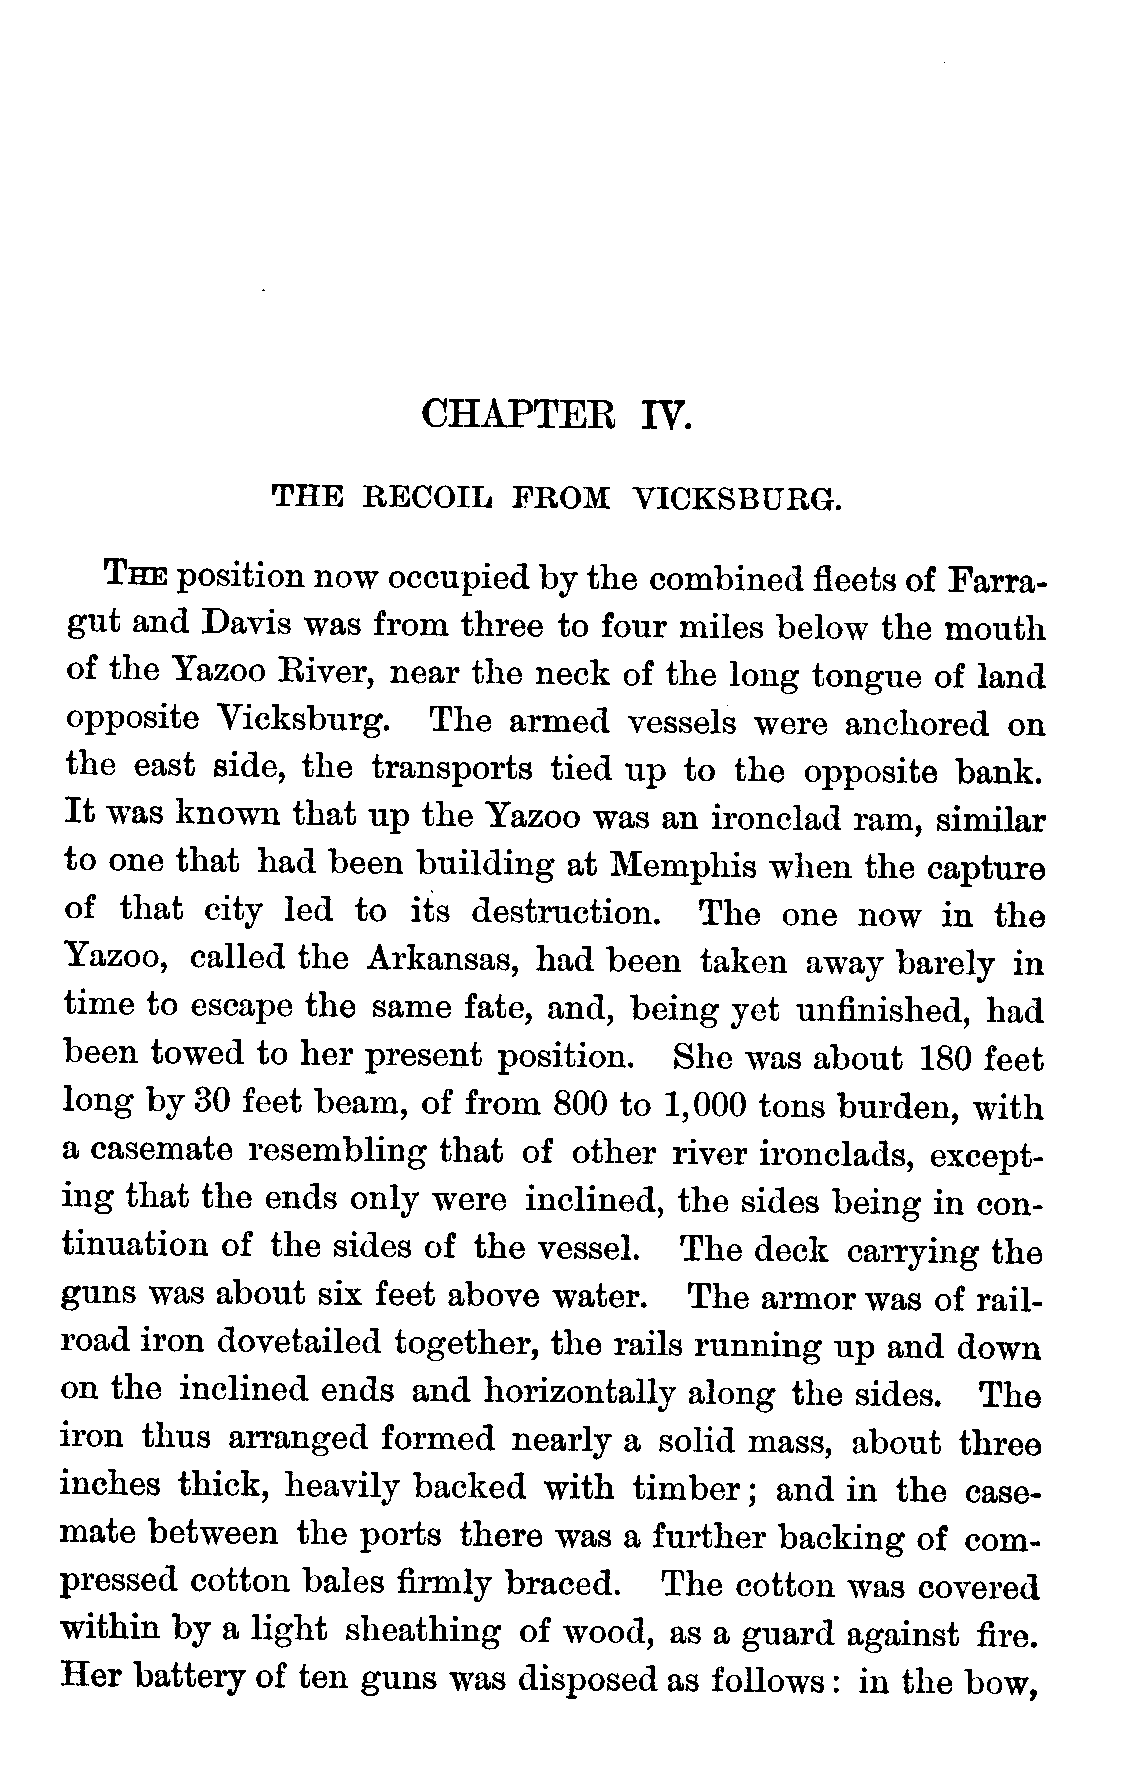 CHAPTER IV.
THE RECOIL FROM VICKSBURG.
THE position now occupied by the combined fleets of Farra-
gut and Davis was from three to four miles below the mouth
of the Yazoo River, near the neck of the long tongue of land
opposite Vicksburg. The armed vessels were anchored on
the east side, the transports tied up to the opposite bank.
It was known that up the Yazoo was an ironclad ram, similar
to one that had been building at Memphis when the capture
of that city led to its destruction. The one now in the
Yazoo, called the Arkansas, had been taken away barely in
time to escape the same fate, and, being yet unfinished, had
been towed to her present position. She was about 180 feet
long by 30 feet beam, of from 800 to 1,000 tons burden, with
a casemate resembling that of other river ironclads, except-
ing that the ends only were inclined, the sides being in con-
tinuation of the sides of the vessel. The deck carrying the
guns was about six feet above water. The armor was of rail-
road iron dovetailed together, the rails running up and down
on the inclined ends and horizontally along the sides. The
iron thus arranged formed nearly a solid mass, about three
inches thick, heavily backed with timber; and in the case-
mate between the ports there was a further backing of com-
pressed cotton bales firmly braced. The cotton was covered
within by a light sheathing of wood, as a guard against fire.
Her battery of ten guns was disposed as follows: in the bow,